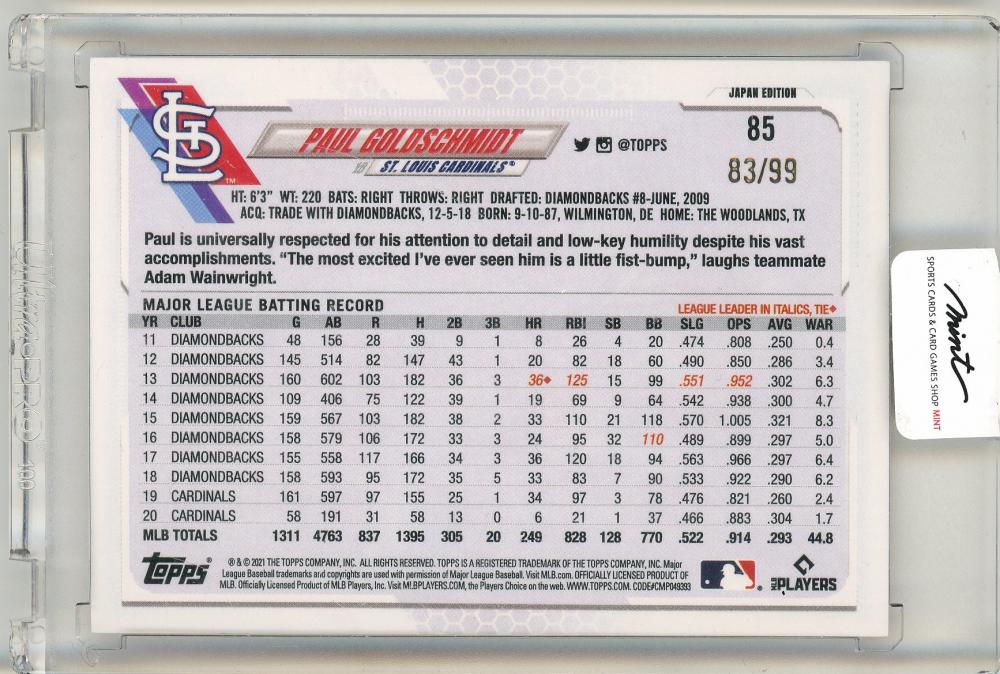 JAPAN EDITION
85
83/99
STL
TM
PAUL GOLDSCHMIDT
1B ST. LOUIS CARDINALS®
@TOPPS
HT: 6'3" WT: 220 BATS: RIGHT THROWS: RIGHT DRAFTED: DIAMONDBACKS #8-JUNE, 2009
ACQ: TRADE WITH DIAMONDBACKS, 12-5-18 BORN: 9-10-87, WILMINGTON, DE HOME: THE WOODLANDS, TX
Paul is universally respected for his attention to detail and low-key humility despite his vast
accomplishments. “The most excited I’ve ever seen him is a little fist-bump,” laughs teammate
Adam Wainwright.
MAJOR LEAGUE BATTING RECORD
LEAGUE LEADER IN ITALICS, TIE♦
YR CLUB G AB R H 2B 3B HR RBI SB BB SLG OPS AVG WAR
11 DIAMONDBACKS 48 156 28 39 9 1 8 26 4 20 .474 .808 .250 0.4
12 DIAMONDBACKS 145 514 82 147 43 1 20 82 18 60 .490 .850 .286 3.4
13 DIAMONDBACKS 160 602 103 182 36 3 36♦ 125 15 99 .551 .952 .302 6.3
14 DIAMONDBACKS 109 406 75 122 39 1 19 69 9 64 .542 .938 .300 4.7
15 DIAMONDBACKS 159 567 103 182 38 2 33 110 21 118 .570 1.005 .321 8.3
16 DIAMONDBACKS 158 579 106 172 33 3 24 95 32 110 .489 .899 .297 5.0
17 DIAMONDBACKS 155 558 117 166 34 3 36 120 18 94 .563 .966 .297 6.4
18 DIAMONDBACKS 158 593 95 172 35 5 33 83 7 90 .533 .922 .290 6.2
19 CARDINALS 161 597 97 155 25 1 34 97 3 78 .476 .821 .260 2.4
20 CARDINALS 58 191 31 58 13 0 6 21 1 37 .466 .883 .304 1.7
MLB TOTALS 1311 4763 837 1395 305 20 249 828 128 770 .522 .914 .293 44.8
TOPPS®
® & © 2021 THE TOPPS COMPANY, INC. ALL RIGHTS RESERVED. TOPPS IS A REGISTERED TRADEMARK OF THE TOPPS COMPANY, INC. Major
League Baseball trademarks and copyrights are used with permission of Major League Baseball. Visit MLB.com. OFFICIALLY LICENSED PRODUCT OF
MLB. Officially Licensed Product of MLB Players, Inc. Visit MLBPLAYERS.COM, the Players Choice on the web. WWW.TOPPS.COM. CODE#CMP049393
MLB PLAYERS
Mint
SPORTS CARDS & CARD GAMES SHOP MINT
ULTRA PRO®
100